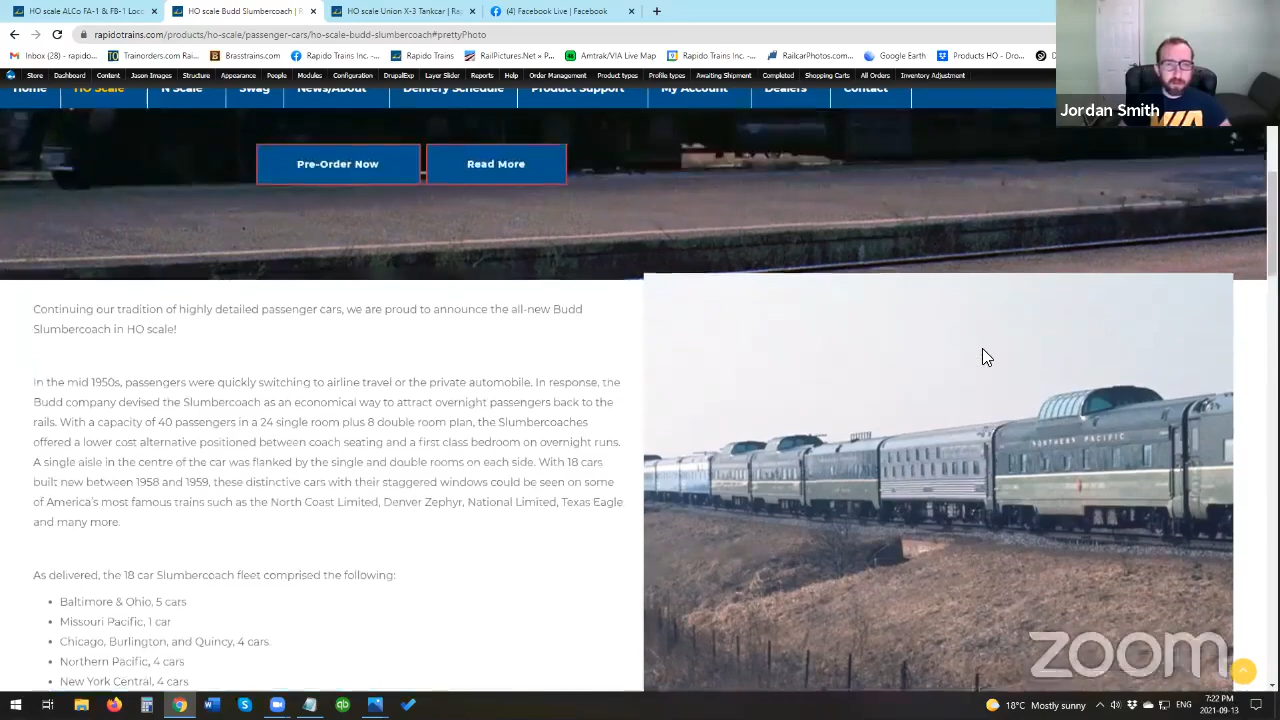 HO scale ALCo FA-1 & FB-1 Loco
HO scale Budd Slumbercoach | R
HO scale Union X-3 Tankcar | Ra
(4) Facebook Live | Facebook
rapidotrains.com/products/ho-scale/passenger-cars/ho-scale-budd-slumbercoach#prettyPhoto
Inbox (28) - rapido...
Trainorders.com Rai...
Brasstrains.com
Rapido Trains Inc. -...
Rapido Trains
RailPictures.Net » P...
Amtrak/VIA Live Map
Rapido Trains Inc -...
RailcarPhotos.com...
Google Earth
Products HO - Dro...
Store Dashboard Content Jason Images Structure Appearance People Modules Configuration DrupalExp Layer Slider Reports Help Order Management Product types Profile types Awaiting Shipment Completed Shopping Carts All Orders Inventory Adjustment
Home HO Scale N Scale Swag News/About Delivery Schedule Product Support My Account Dealers Contact
Jordan Smith
Pre-Order Now
Read More
Continuing our tradition of highly detailed passenger cars, we are proud to announce the all-new Budd
Slumbercoach in HO scale!
In the mid 1950s, passengers were quickly switching to airline travel or the private automobile. In response, the
Budd company devised the Slumbercoach as an economical way to attract overnight passengers back to the
rails. With a capacity of 40 passengers in a 24 single room plus 8 double room plan, the Slumbercoaches
offered a lower cost alternative positioned between coach seating and a first class bedroom on overnight runs.
A single aisle in the centre of the car was flanked by the single and double rooms on each side. With 18 cars
built new between 1958 and 1959, these distinctive cars with their staggered windows could be seen on some
of America's most famous trains such as the North Coast Limited, Denver Zephyr, National Limited, Texas Eagle
and many more.
As delivered, the 18 car Slumbercoach fleet comprised the following:
• Baltimore & Ohio, 5 cars
• Missouri Pacific, 1 car
• Chicago, Burlington, and Quincy, 4 cars
• Northern Pacific, 4 cars
• New York Central, 4 cars
NORTHERN PACIFIC
zoom
18°C Mostly sunny
ENG
7:22 PM
2021-09-13